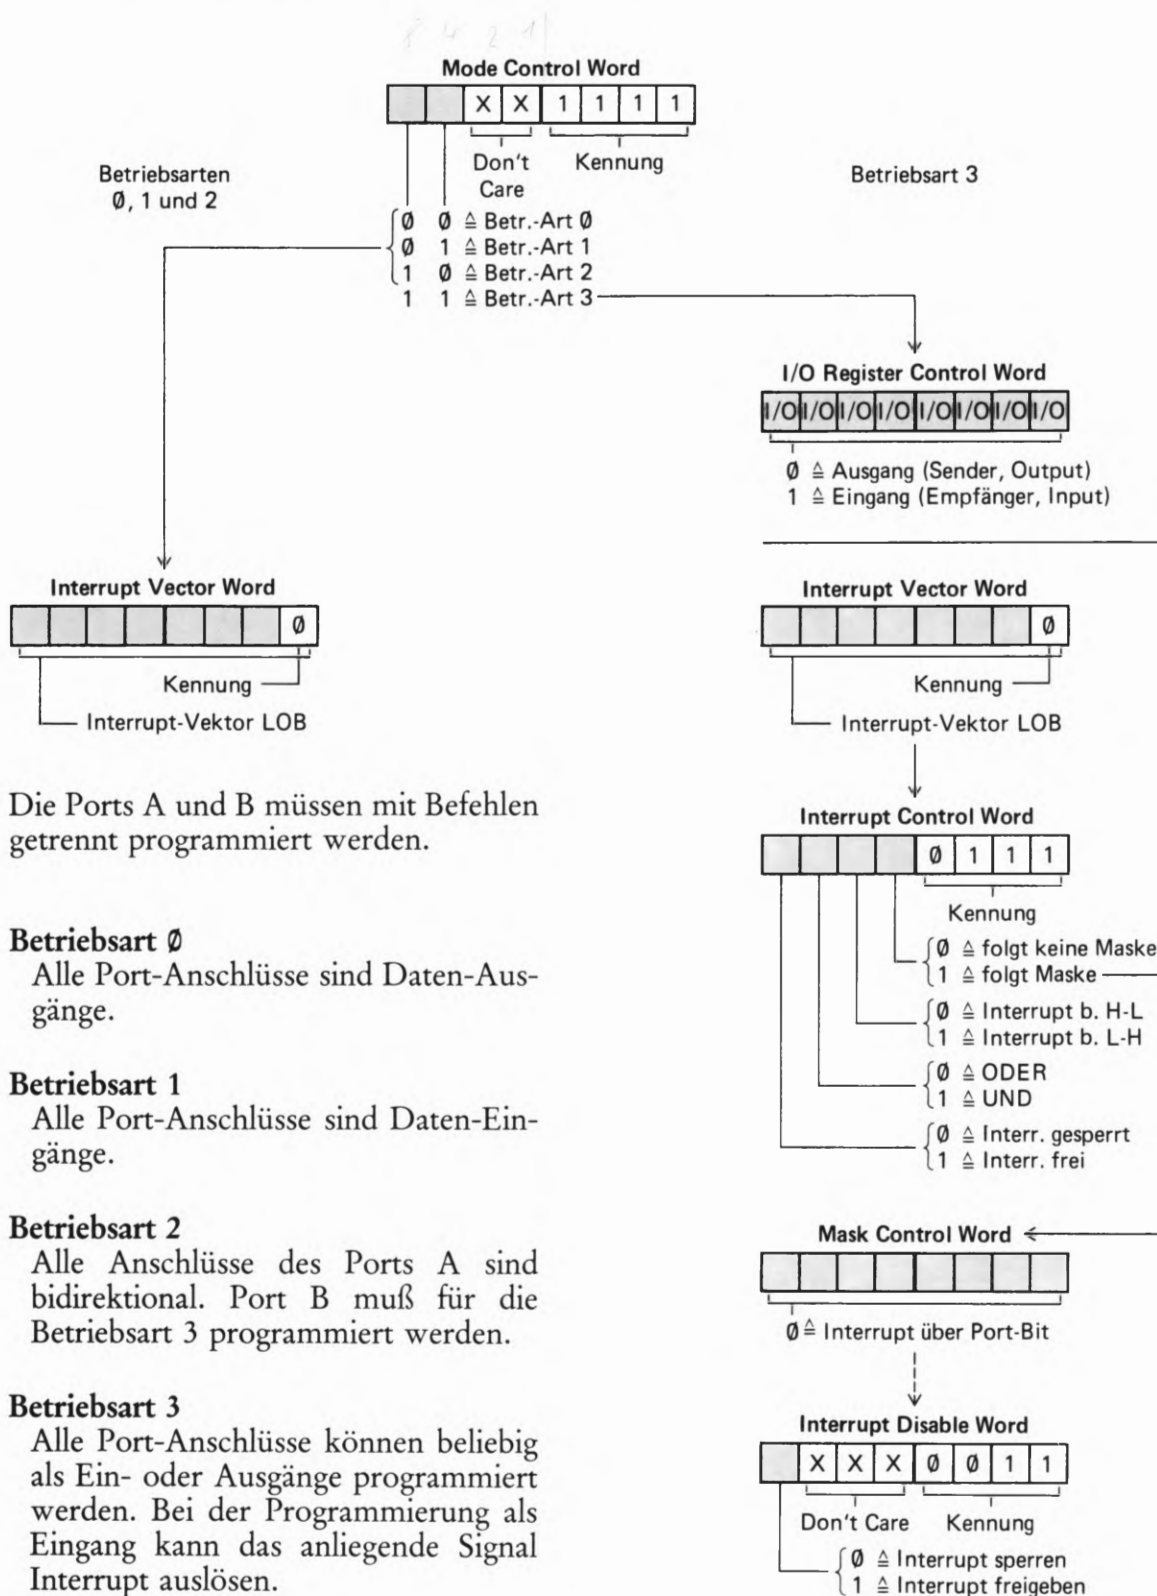 8 4 2 1
Mode Control Word
X X 1 1 1 1
Don't Care
Kennung
Betriebsarten
Ø, 1 und 2
Betriebsart 3
Ø Ø ≙ Betr.-Art Ø
Ø 1 ≙ Betr.-Art 1
1 Ø ≙ Betr.-Art 2
1 1 ≙ Betr.-Art 3
I/O Register Control Word
I/O I/O I/O I/O I/O I/O I/O I/O
Ø ≙ Ausgang (Sender, Output)
1 ≙ Eingang (Empfänger, Input)
Interrupt Vector Word
Ø
Kennung
Interrupt-Vektor LOB
Interrupt Vector Word
Ø
Kennung
Interrupt-Vektor LOB
Die Ports A und B müssen mit Befehlen
getrennt programmiert werden.
Betriebsart Ø
Alle Port-Anschlüsse sind Daten-Aus-
gänge.
Betriebsart 1
Alle Port-Anschlüsse sind Daten-Ein-
gänge.
Betriebsart 2
Alle Anschlüsse des Ports A sind
bidirektional. Port B muß für die
Betriebsart 3 programmiert werden.
Betriebsart 3
Alle Port-Anschlüsse können beliebig
als Ein- oder Ausgänge programmiert
werden. Bei der Programmierung als
Eingang kann das anliegende Signal
Interrupt auslösen.
Interrupt Control Word
Ø 1 1 1
Kennung
Ø ≙ folgt keine Maske
1 ≙ folgt Maske
Ø ≙ Interrupt b. H-L
1 ≙ Interrupt b. L-H
Ø ≙ ODER
1 ≙ UND
Ø ≙ Interr. gesperrt
1 ≙ Interr. frei
Mask Control Word
Ø ≙ Interrupt über Port-Bit
Interrupt Disable Word
X X X Ø Ø 1 1
Don't Care Kennung
Ø ≙ Interrupt sperren
1 ≙ Interrupt freigeben